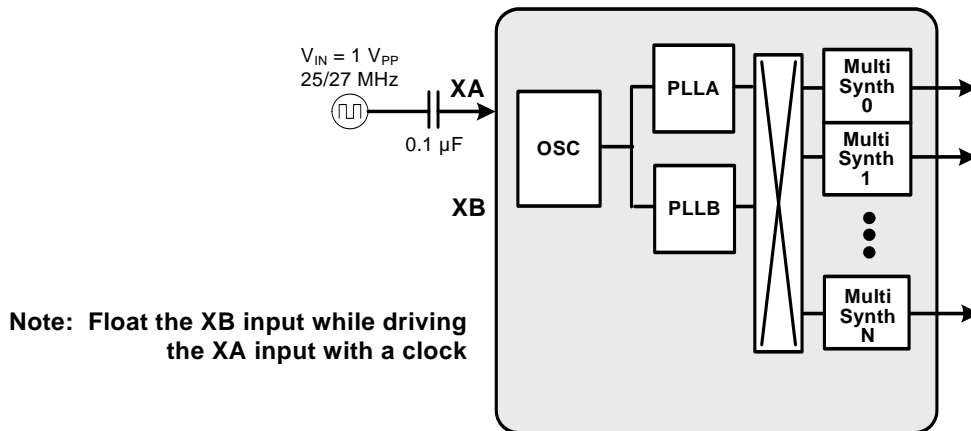 V_IN = 1 V_PP
25/27 MHz
XA
0.1 µF
XB
OSC
PLLA
PLLB
Multi
Synth
0
Multi
Synth
1
Multi
Synth
N
Note: Float the XB input while driving
the XA input with a clock